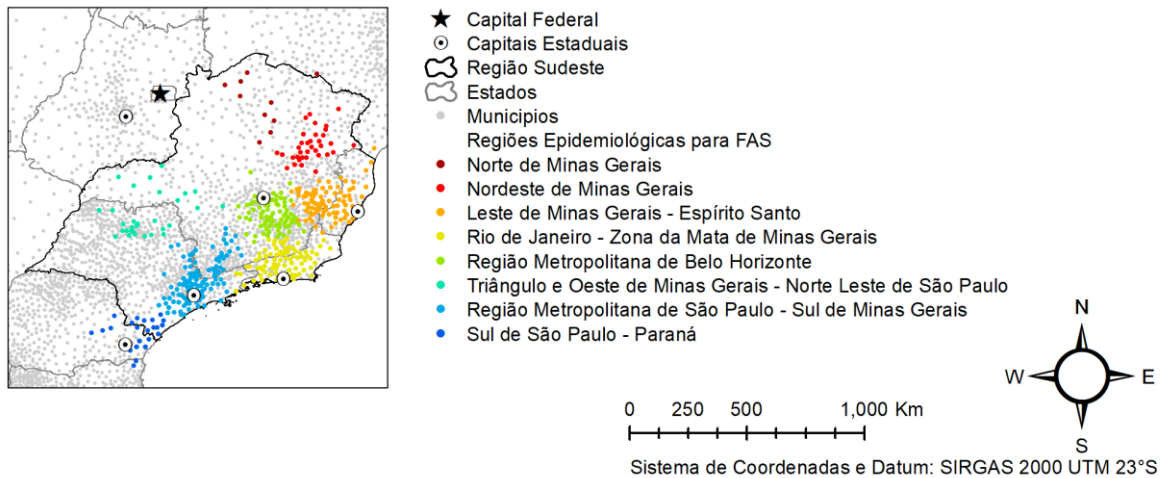 Capital Federal
Capitais Estaduais
Região Sudeste
Estados
Municipios
Regiões Epidemiológicas para FAS
Norte de Minas Gerais
Nordeste de Minas Gerais
Leste de Minas Gerais - Espírito Santo
Rio de Janeiro - Zona da Mata de Minas Gerais
Região Metropolitana de Belo Horizonte
Triângulo e Oeste de Minas Gerais - Norte Leste de São Paulo
Região Metropolitana de São Paulo - Sul de Minas Gerais
Sul de São Paulo - Paraná
N
W E
S
0 250 500 1,000 Km
Sistema de Coordenadas e Datum: SIRGAS 2000 UTM 23°S